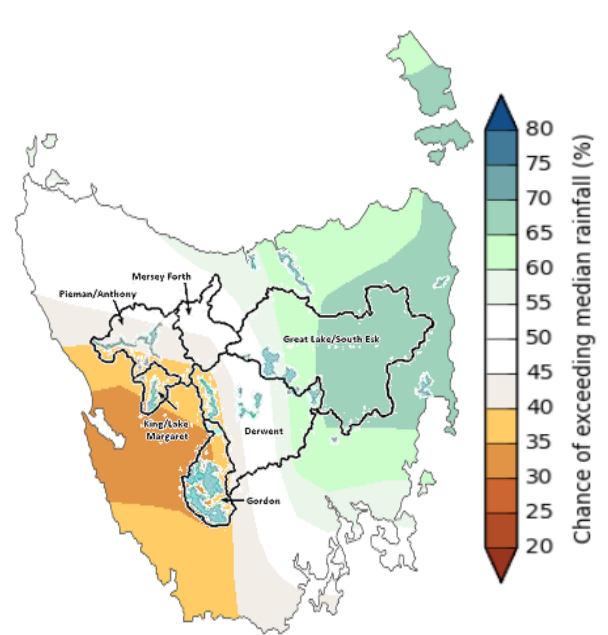 Mersey Forth
Pieman/Anthony
Great Lake/South Esk
King/Lake
Margaret
Derwent
Gordon
80
75
70
65
60
55
50
45
40
35
30
25
20
Chance of exceeding median rainfall (%)